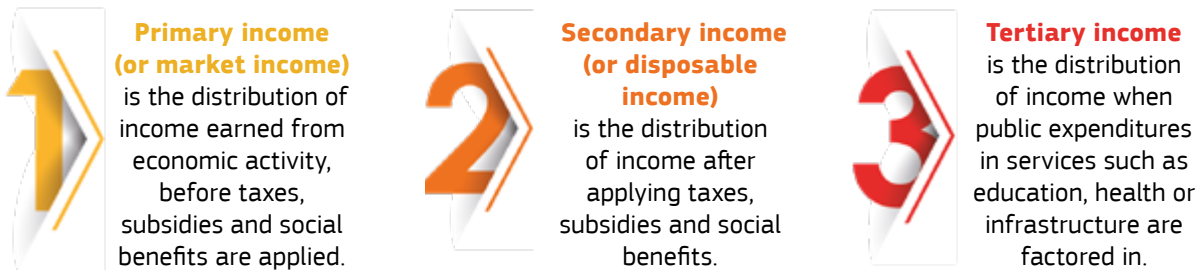 1
Primary income
(or market income)
is the distribution of
income earned from
economic activity,
before taxes,
subsidies and social
benefits are applied.
2
Secondary income
(or disposable
income)
is the distribution
of income after
applying taxes,
subsidies and social
benefits.
3
Tertiary income
is the distribution
of income when
public expenditures
in services such as
education, health or
infrastructure are
factored in.